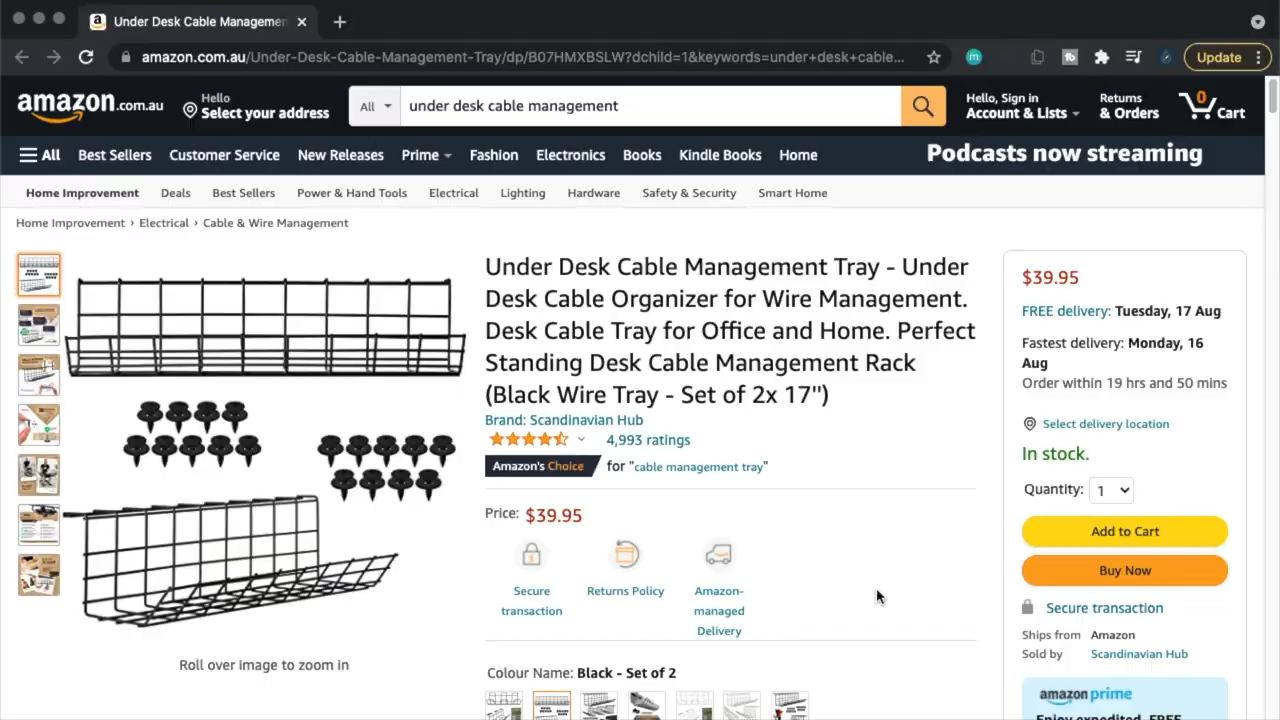 Under Desk Cable Managemen
amazon.com.au/Under-Desk-Cable-Management-Tray/dp/B07HMXBSLW?dchild=1&keywords=under+desk+cable...
m
Update
amazon.com.au
Hello
Select your address
All
under desk cable management
Hello, Sign in
Account & Lists
Returns
& Orders
0
Cart
All
Best Sellers
Customer Service
New Releases
Prime
Fashion
Electronics
Books
Kindle Books
Home
Podcasts now streaming
Home Improvement
Deals
Best Sellers
Power & Hand Tools
Electrical
Lighting
Hardware
Safety & Security
Smart Home
Home Improvement › Electrical › Cable & Wire Management
Under Desk Cable Management Tray - Under
Desk Cable Organizer for Wire Management.
Desk Cable Tray for Office and Home. Perfect
Standing Desk Cable Management Rack
(Black Wire Tray - Set of 2x 17")
Brand: Scandinavian Hub
4,993 ratings
Amazon's Choice for "cable management tray"
Price: $39.95
Secure
transaction
Returns Policy
Amazon-
managed
Delivery
Colour Name: Black - Set of 2
Roll over image to zoom in
$39.95
FREE delivery: Tuesday, 17 Aug
Fastest delivery: Monday, 16
Aug
Order within 19 hrs and 50 mins
Select delivery location
In stock.
Quantity: 1
Add to Cart
Buy Now
Secure transaction
Ships from Amazon
Sold by Scandinavian Hub
amazon prime
Enjoy expedited, FREE